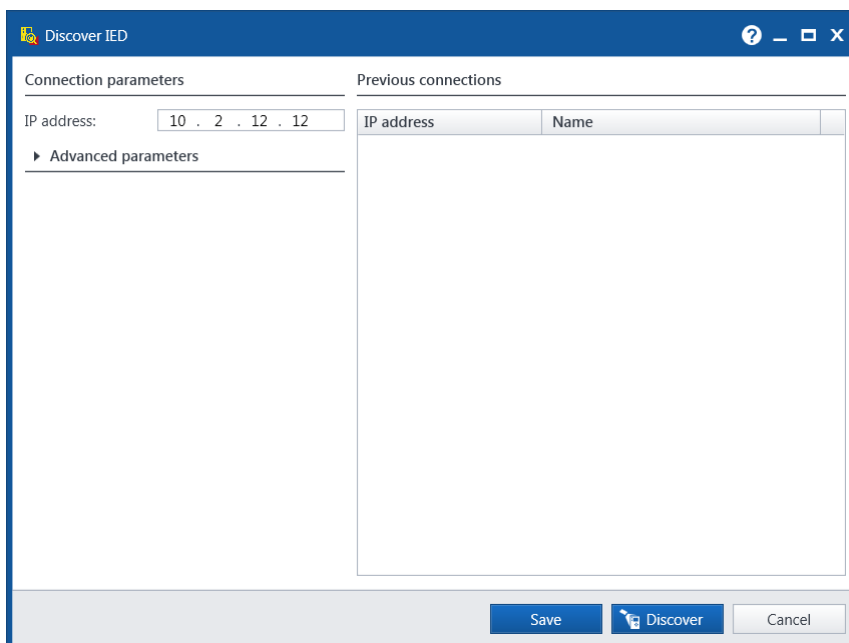 Discover IED
Connection parameters
IP address: 10 . 2 . 12 . 12
Advanced parameters
Previous connections
IP address Name
Save Discover Cancel